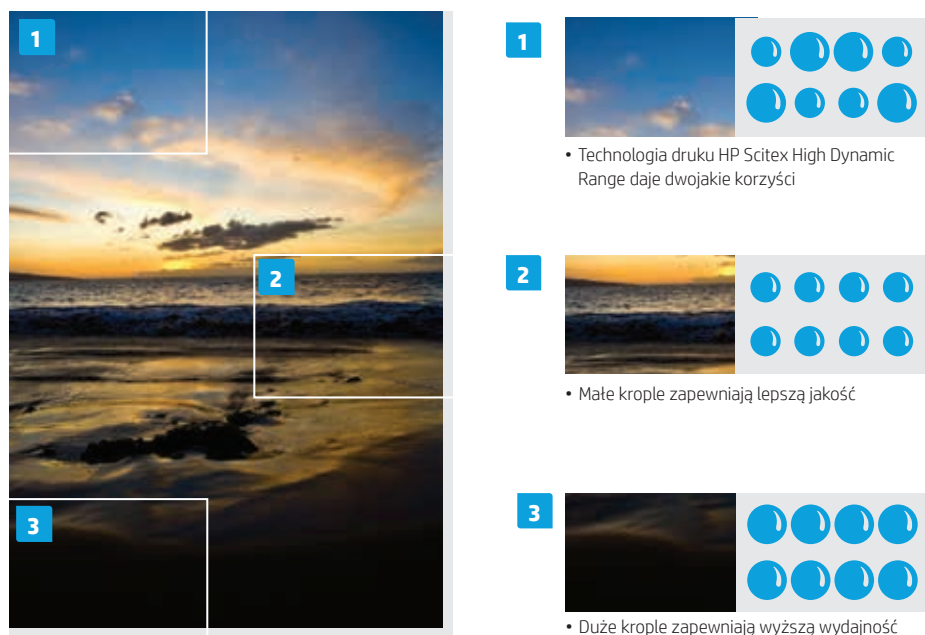 1
2
3
1
• Technologia druku HP Scitex High Dynamic
Range daje dwojakie korzyści
2
• Małe krople zapewniają lepszą jakość
3
• Duże krople zapewniają wyższą wydajność